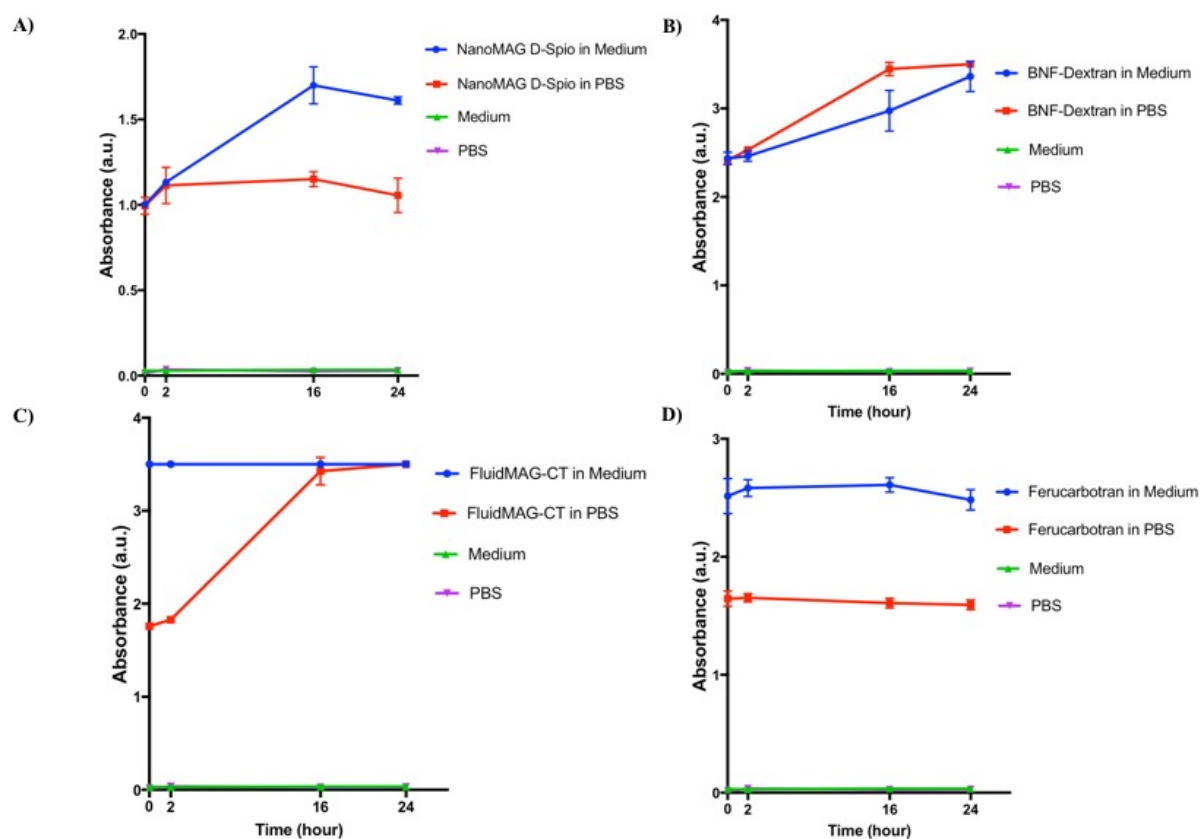 A)
Absorbance (a.u.)
2.0
1.5
1.0
0.5
0.0
0
2
16
24
NanoMAG D-Spio in Medium
NanoMAG D-Spio in PBS
Medium
PBS
B)
Absorbance (a.u.)
4
3
2
1
0
0
2
16
24
Time (hour)
BNF-Dextran in Medium
BNF-Dextran in PBS
Medium
PBS
C)
Absorbance (a.u.)
4
3
2
1
0
0
2
16
24
Time (hour)
FluidMAG-CT in Medium
FluidMAG-CT in PBS
Medium
PBS
D)
Absorbance (a.u.)
3
2
1
0
0
2
16
24
Time (hour)
Ferucarbotran in Medium
Ferucarbotran in PBS
Medium
PBS